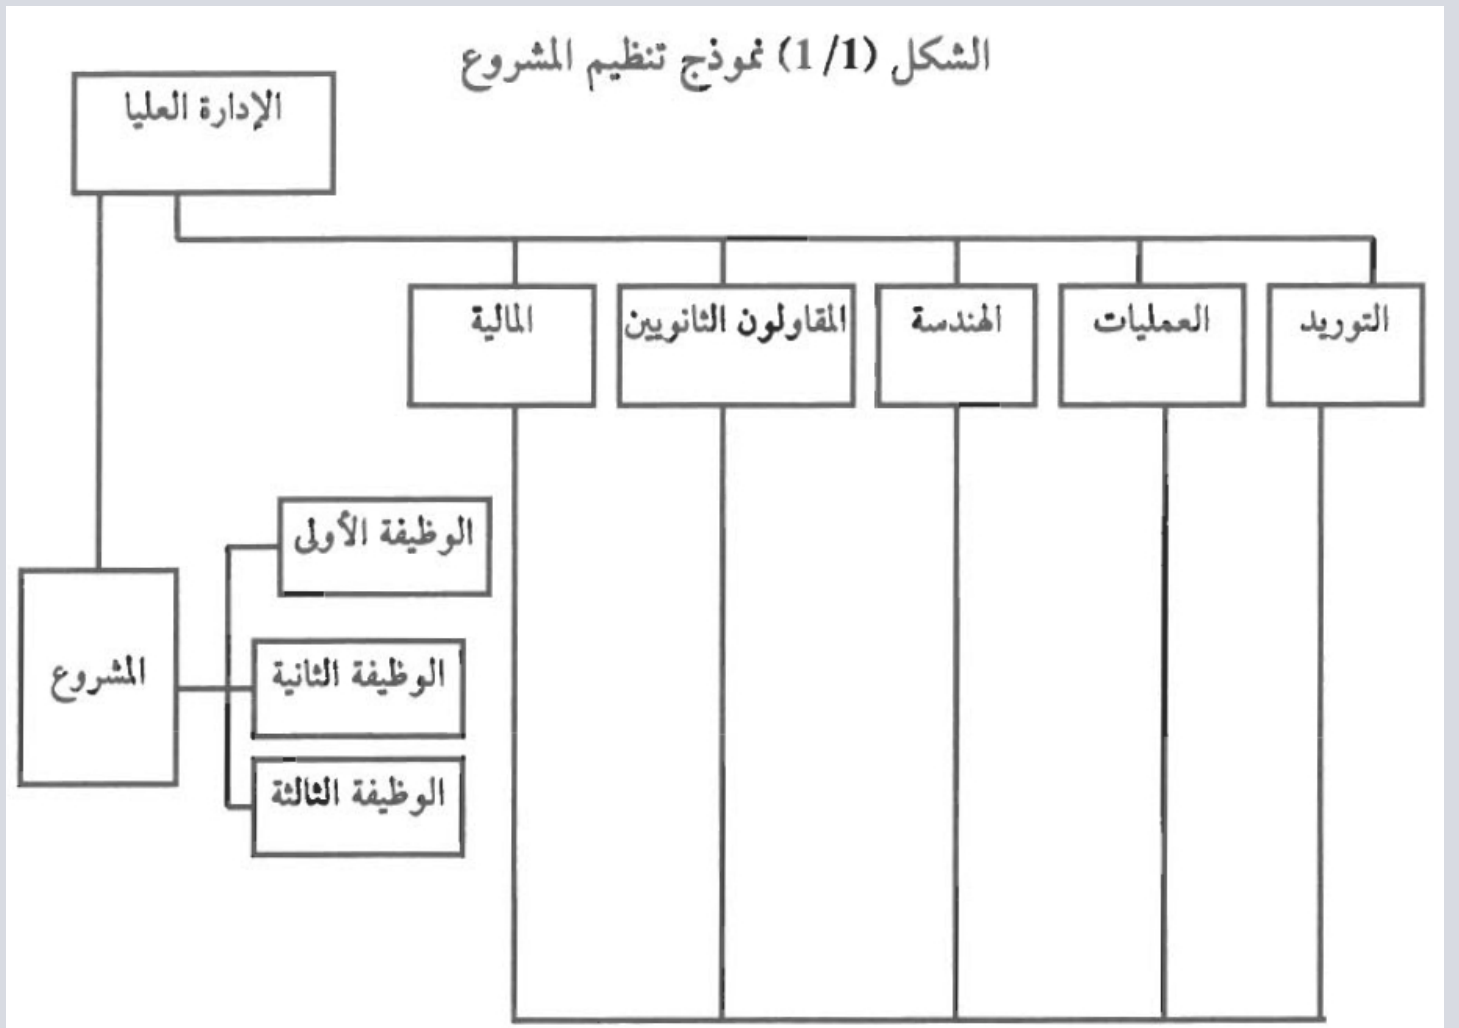 الشكل (1/1) نموذج تنظيم المشروع
الإدارة العليا
التوريد
العمليات
الهندسة
المقاولون الثانويين
المالية
الوظيفة الأولى
المشروع
الوظيفة الثانية
الوظيفة الثالثة